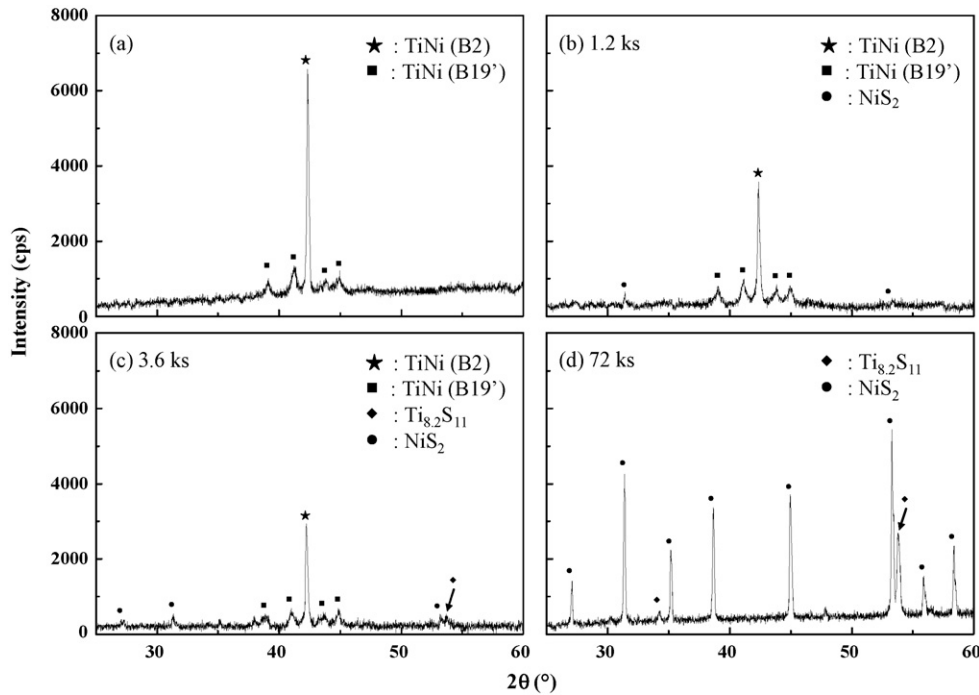 8000
6000
4000
2000
0
(a)
★ : TiNi (B2)
■ : TiNi (B19’)
(b) 1.2 ks
★ : TiNi (B2)
■ : TiNi (B19’)
● : NiS2
Intensity (cps)
8000
6000
4000
2000
0
(c) 3.6 ks
★ : TiNi (B2)
■ : TiNi (B19’)
◆ : Ti8.2S11
● : NiS2
(d) 72 ks
◆ : Ti8.2S11
● : NiS2
30 40 50 60 30 40 50 60
2θ (°)